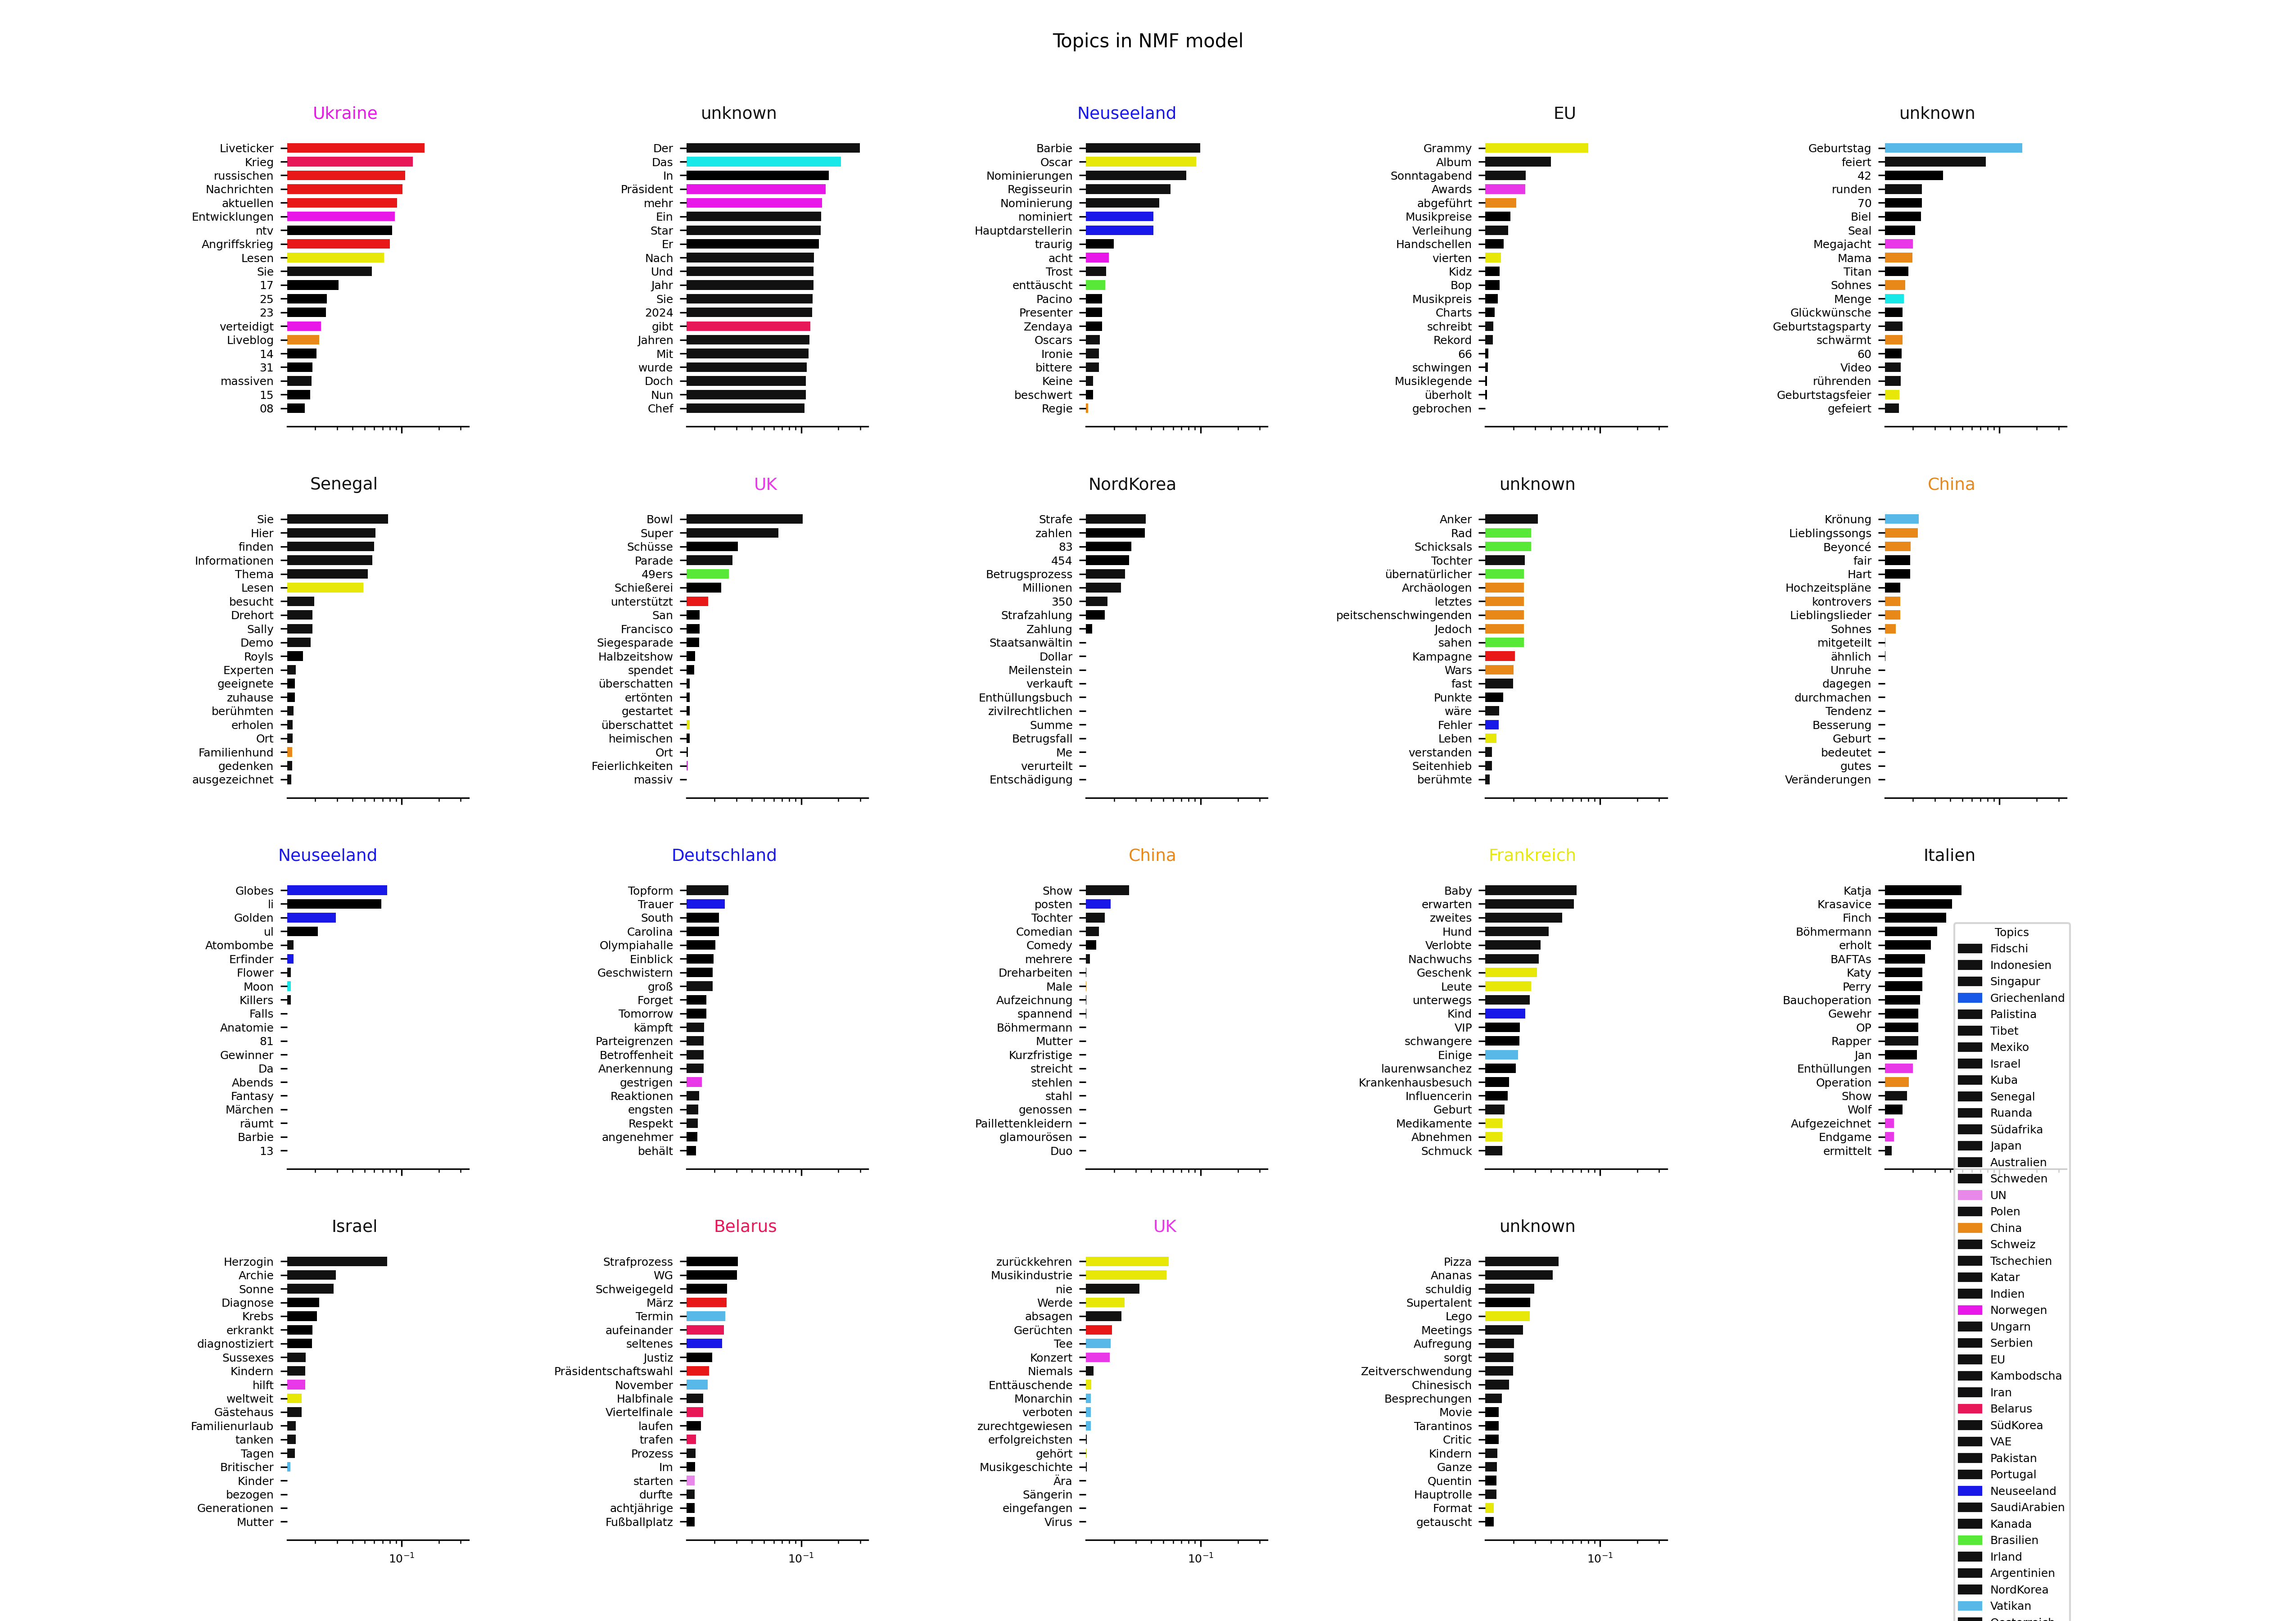 Topics in NMF model
Ukraine
Liveticker
Krieg
russischen
Nachrichten
aktuellen
Entwicklungen
ntv
Angriffskrieg
Lesen
Sie
17
25
23
verteidigt
Liveblog
14
31
massiven
15
08
unknown
Der
Das
In
Präsident
mehr
Ein
Star
Er
Nach
Und
Jahr
Sie
2024
gibt
Jahren
Mit
wurde
Doch
Nun
Chef
Neuseeland
Barbie
Oscar
Nominierungen
Regisseurin
Nominierung
nominiert
Hauptdarstellerin
traurig
acht
Trost
enttäuscht
Pacino
Presenter
Zendaya
Oscars
Ironie
bittere
Keine
beschwert
Regie
EU
Grammy
Album
Sonntagabend
Awards
abgeführt
Musikpreise
Verleihung
Handschellen
vierten
Kidz
Bop
Musikpreis
Charts
schreibt
Rekord
66
schwingen
Musiklegende
überholt
gebrochen
unknown
Geburtstag
feiert
42
runden
70
Biel
Seal
Megajacht
Mama
Titan
Sohnes
Menge
Glückwünsche
Geburtstagsparty
schwärmt
60
Video
rührenden
Geburtstagsfeier
gefeiert
Senegal
Sie
Hier
finden
Informationen
Thema
Lesen
besucht
Drehort
Sally
Demo
Royls
Experten
geeignete
zuhause
berühmten
erholen
Ort
Familienhund
gedenken
ausgezeichnet
UK
Bowl
Super
Schüsse
Parade
49ers
Schießerei
unterstützt
San
Francisco
Siegesparade
Halbzeitshow
spendet
überschatten
ertönten
gestartet
überschattet
heimischen
Ort
Feierlichkeiten
massiv
NordKorea
Strafe
zahlen
83
454
Betrugsprozess
Millionen
350
Strafzahlung
Zahlung
Staatsanwältin
Dollar
Meilenstein
verkauft
Enthüllungsbuch
zivilrechtlichen
Summe
Betrugsfall
Me
verurteilt
Entschädigung
unknown
Anker
Rad
Schicksals
Tochter
übernatürlicher
Archäologen
letztes
peitschenschwingenden
Jedoch
sahen
Kampagne
Wars
fast
Punkte
wäre
Fehler
Leben
verstanden
Seitenhieb
berühmte
China
Krönung
Lieblingssongs
Beyoncé
fair
Hart
Hochzeitspläne
kontrovers
Lieblingslieder
Sohnes
mitgeteilt
ähnlich
Unruhe
dagegen
durchmachen
Tendenz
Besserung
Geburt
bedeutet
gutes
Veränderungen
Neuseeland
Globes
li
Golden
ul
Atombombe
Erfinder
Flower
Moon
Killers
Falls
Anatomie
81
Gewinner
Da
Abends
Fantasy
Märchen
räumt
Barbie
13
Deutschland
Topform
Trauer
South
Carolina
Olympiahalle
Einblick
Geschwistern
groß
Forget
Tomorrow
kämpft
Parteigrenzen
Betroffenheit
Anerkennung
gestrigen
Reaktionen
engsten
Respekt
angenehmer
behält
China
Show
posten
Tochter
Comedian
Comedy
mehrere
Dreharbeiten
Male
Aufzeichnung
spannend
Böhmermann
Mutter
Kurzfristige
streicht
stehlen
stahl
genossen
Paillettenkleidern
glamourösen
Duo
Frankreich
Baby
erwarten
zweites
Hund
Verlobte
Nachwuchs
Geschenk
Leute
unterwegs
Kind
VIP
schwangere
Einige
laurenwsanchez
Krankenhausbesuch
Influencerin
Geburt
Medikamente
Abnehmen
Schmuck
Italien
Katja
Krasavice
Finch
Böhmermann
erholt
BAFTAs
Katy
Perry
Bauchoperation
Gewehr
OP
Rapper
Jan
Enthüllungen
Operation
Show
Wolf
Aufgezeichnet
Endgame
ermittelt
Israel
Herzogin
Archie
Sonne
Diagnose
Krebs
erkrankt
diagnostiziert
Sussexes
Kindern
hilft
weltweit
Gästehaus
Familienurlaub
tanken
Tagen
Britischer
Kinder
bezogen
Generationen
Mutter
10⁻¹
Belarus
Strafprozess
WG
Schweigegeld
März
Termin
aufeinander
seltenes
Justiz
Präsidentschaftswahl
November
Halbfinale
Viertelfinale
laufen
trafen
Prozess
Im
starten
durfte
achtjährige
Fußballplatz
10⁻¹
UK
zurückkehren
Musikindustrie
nie
Werde
absagen
Gerüchten
Tee
Konzert
Niemals
Enttäuschende
Monarchin
verboten
zurechtgewiesen
erfolgreichsten
gehört
Musikgeschichte
Ära
Sängerin
eingefangen
Virus
10⁻¹
unknown
Pizza
Ananas
schuldig
Supertalent
Lego
Meetings
Aufregung
sorgt
Zeitverschwendung
Chinesisch
Besprechungen
Movie
Tarantinos
Critic
Kindern
Ganze
Quentin
Hauptrolle
Format
getauscht
10⁻¹
Topics
Fidschi
Indonesien
Singapur
Griechenland
Palistina
Tibet
Mexiko
Israel
Kuba
Senegal
Ruanda
Südafrika
Japan
Australien
Schweden
UN
Polen
China
Schweiz
Tschechien
Katar
Indien
Norwegen
Ungarn
Serbien
EU
Kambodscha
Iran
Belarus
SüdKorea
VAE
Pakistan
Portugal
Neuseeland
SaudiArabien
Kanada
Brasilien
Irland
Argentinien
NordKorea
Vatikan